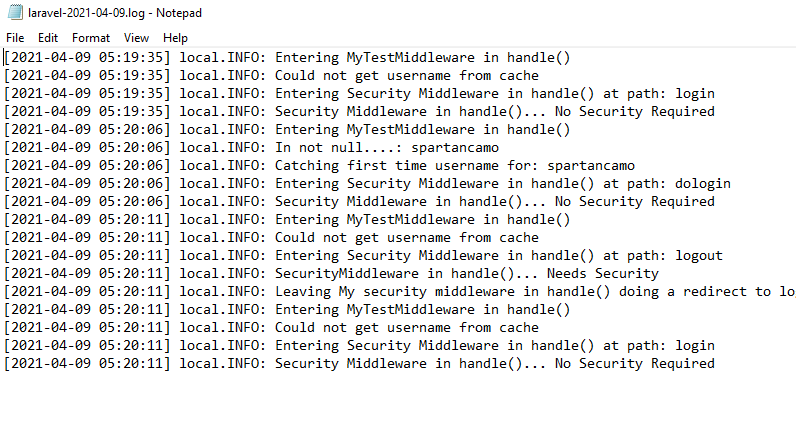 laravel-2021-04-09.log - Notepad
File Edit Format View Help
[2021-04-09 05:19:35] local.INFO: Entering MyTestMiddleware in handle()
[2021-04-09 05:19:35] local.INFO: Could not get username from cache
[2021-04-09 05:19:35] local.INFO: Entering Security Middleware in handle() at path: login
[2021-04-09 05:19:35] local.INFO: Security Middleware in handle()... No Security Required
[2021-04-09 05:20:06] local.INFO: Entering MyTestMiddleware in handle()
[2021-04-09 05:20:06] local.INFO: In not null....: spartancamo
[2021-04-09 05:20:06] local.INFO: Catching first time username for: spartancamo
[2021-04-09 05:20:06] local.INFO: Entering Security Middleware in handle() at path: dologin
[2021-04-09 05:20:06] local.INFO: Security Middleware in handle()... No Security Required
[2021-04-09 05:20:11] local.INFO: Entering MyTestMiddleware in handle()
[2021-04-09 05:20:11] local.INFO: Could not get username from cache
[2021-04-09 05:20:11] local.INFO: Entering Security Middleware in handle() at path: logout
[2021-04-09 05:20:11] local.INFO: SecurityMiddleware in handle()... Needs Security
[2021-04-09 05:20:11] local.INFO: Leaving My security middleware in handle() doing a redirect to lo
[2021-04-09 05:20:11] local.INFO: Entering MyTestMiddleware in handle()
[2021-04-09 05:20:11] local.INFO: Could not get username from cache
[2021-04-09 05:20:11] local.INFO: Entering Security Middleware in handle() at path: login
[2021-04-09 05:20:11] local.INFO: Security Middleware in handle()... No Security Required